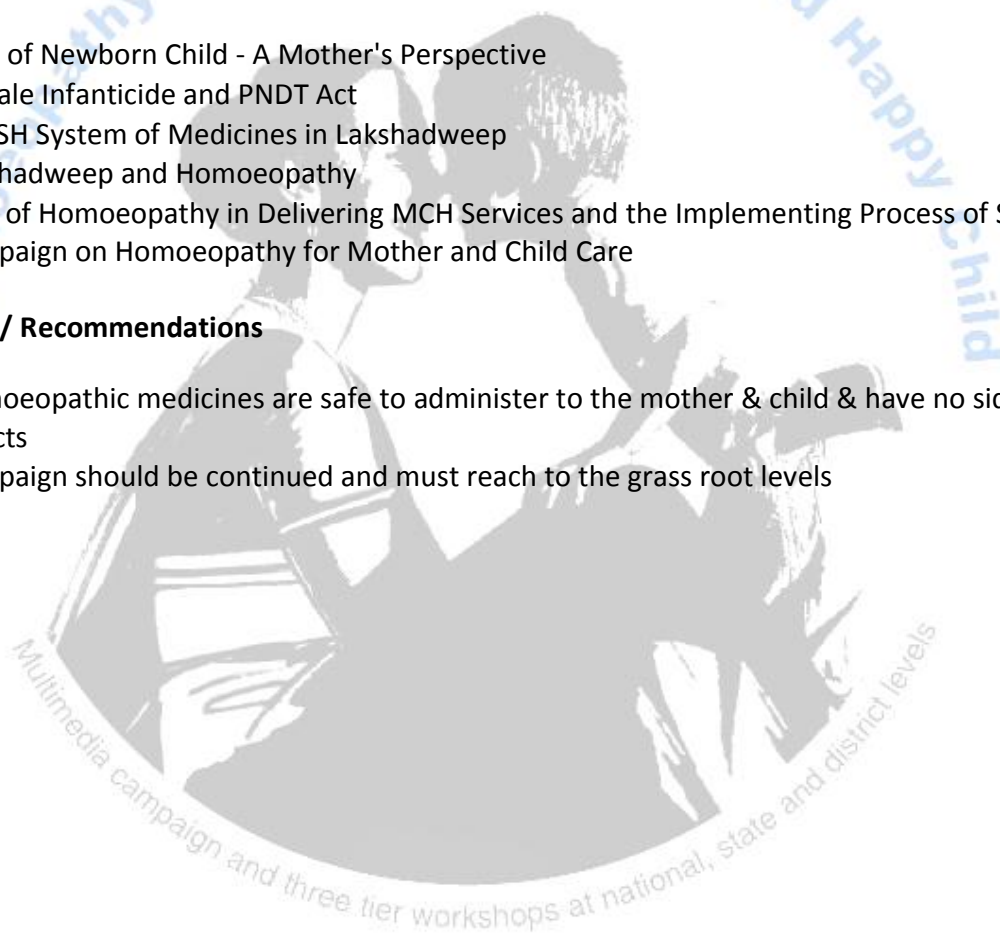 of Newborn Child - A Mother's Perspective
ale Infanticide and PNDT Act
SH System of Medicines in Lakshadweep
hadweep and Homoeopathy
of Homoeopathy in Delivering MCH Services and the Implementing Process of S
paign on Homoeopathy for Mother and Child Care
/ Recommendations
oeopathic medicines are safe to administer to the mother & child & have no sid
cts
paign should be continued and must reach to the grass root levels
Happy Child
Multimedia campaign and three tier workshops at national, state and district levels